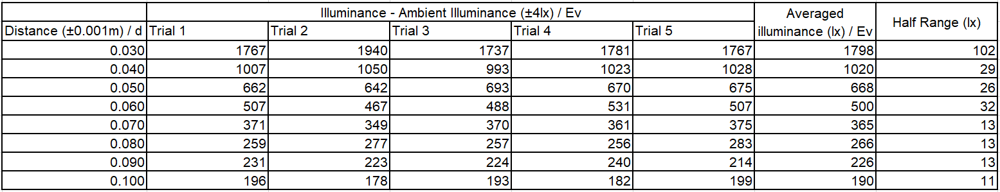 Illuminance - Ambient Illuminance (±4lx) / Ev Averaged illuminance (lx) / Ev Half Range (lx)
Distance (±0.001m) / d Trial 1 Trial 2 Trial 3 Trial 4 Trial 5
0.030 1767 1940 1737 1781 1767 1798 102
0.040 1007 1050 993 1023 1028 1020 29
0.050 662 642 693 670 675 668 26
0.060 507 467 488 531 507 500 32
0.070 371 349 370 361 375 365 13
0.080 259 277 257 256 283 266 13
0.090 231 223 224 240 214 226 13
0.100 196 178 193 182 199 190 11